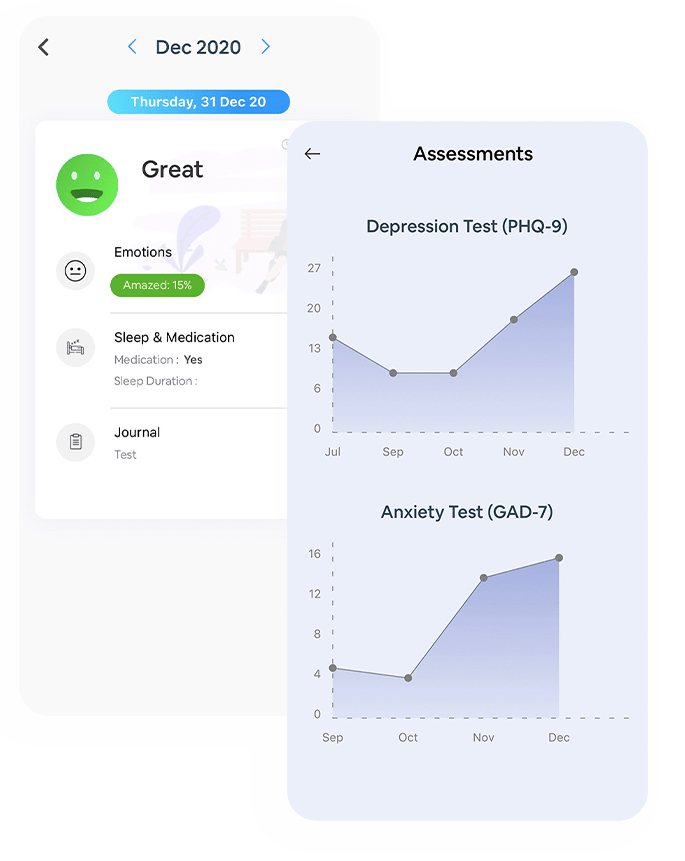 Dec 2020
Thursday, 31 Dec 20
Great
Emotions
Amazed: 15%
Sleep & Medication
Medication : Yes
Sleep Duration :
Journal
Test
Assessments
Depression Test (PHQ-9)
27
20
13
6
0
Jul Sep Oct Nov Dec
Anxiety Test (GAD-7)
16
12
8
4
0
Sep Oct Nov Dec